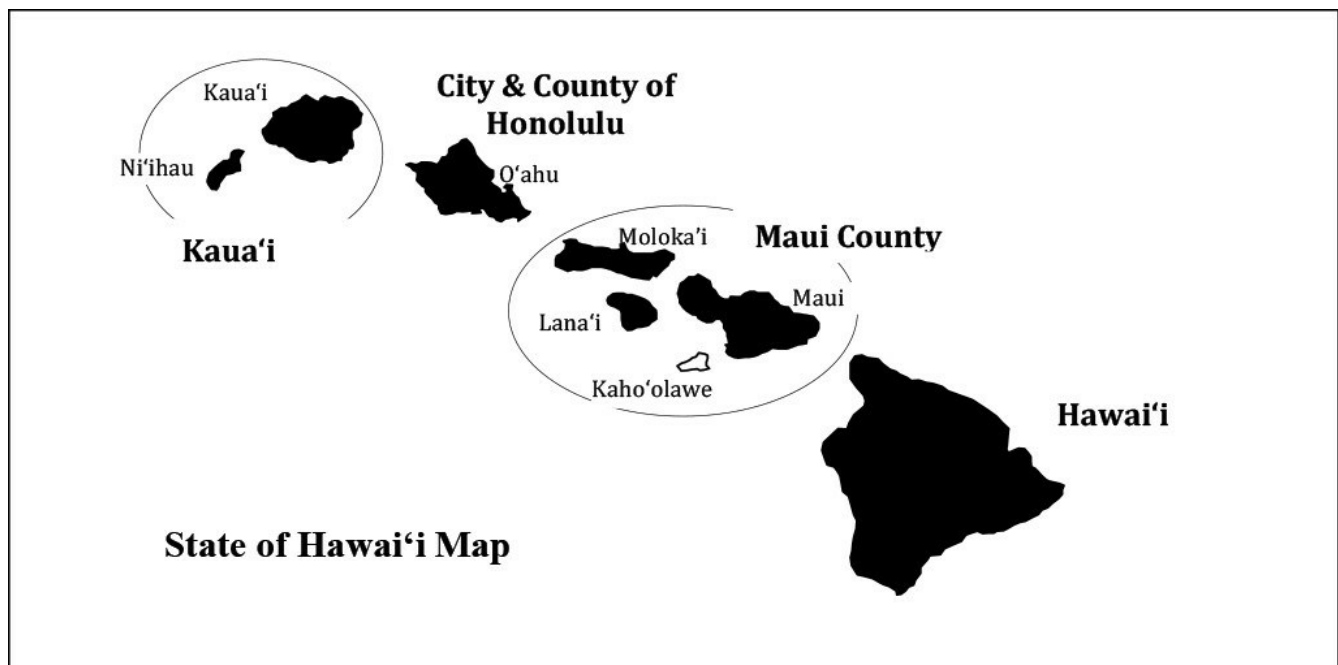 Kaua‘i
City & County of
Honolulu
Ni‘ihau
O‘ahu
Kaua‘i
Moloka’i
Maui County
Lana‘i
Maui
Kaho‘olawe
Hawai‘i
State of Hawai‘i Map